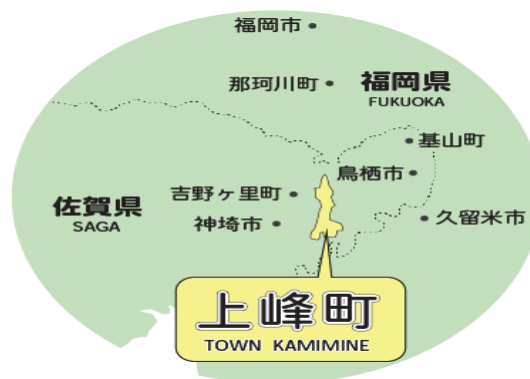 福岡市
那珂川町
福岡県
FUKUOKA
基山町
鳥栖市
吉野ヶ里町
佐賀県
SAGA
神埼市
久留米市
上峰町
TOWN KAMIMINE